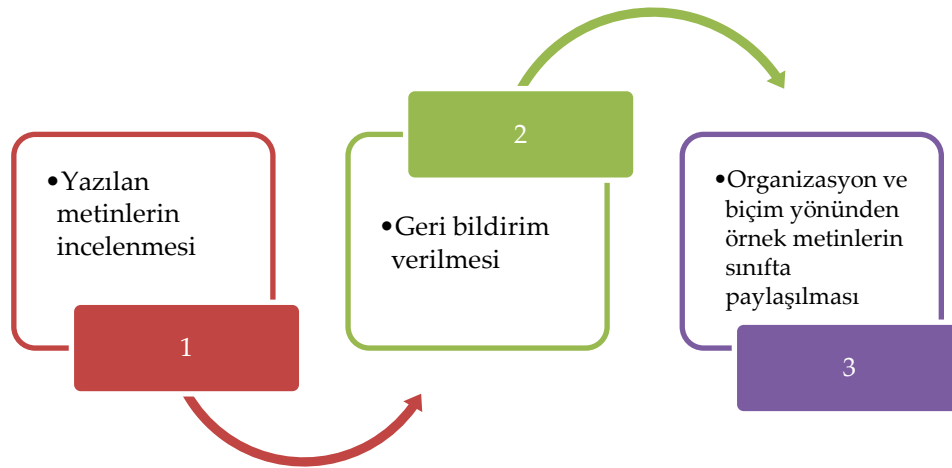 •Yazılan
metinlerin
incelenmesi
1
2
•Geri bildirim
verilmesi
•Organizasyon ve
biçim yönünden
örnek metinlerin
sınıfta
paylaşılması
3